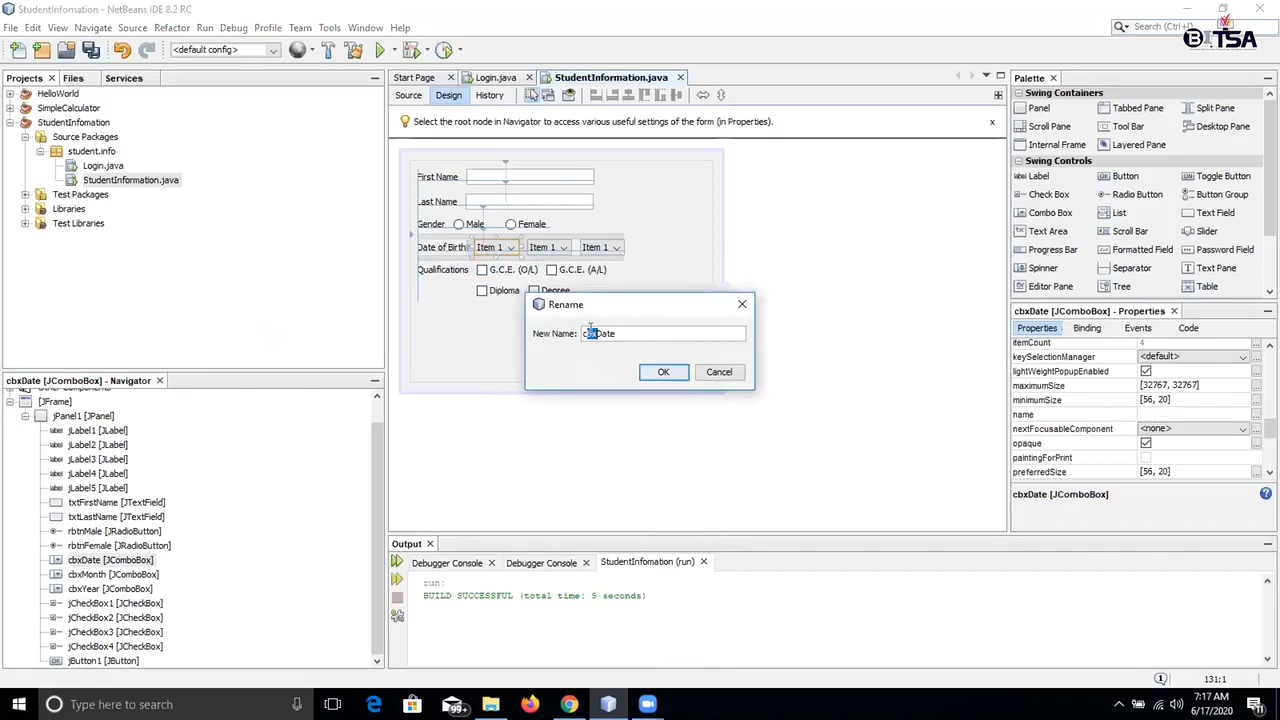 StudentInfomation - NetBeans IDE 8.2 RC
File Edit View Navigate Source Refactor Run Debug Profile Team Tools Window Help
Search (Ctrl+I)
<default config>
Projects Files Services
HelloWorld
SimpleCalculator
StudentInfomation
Source Packages
student.info
Login.java
StudentInformation.java
Test Packages
Libraries
Test Libraries
cbxDate [JComboBox] - Navigator
Other Components
[JFrame]
jPanel1 [JPanel]
jLabel1 [JLabel]
jLabel2 [JLabel]
jLabel3 [JLabel]
jLabel4 [JLabel]
jLabel5 [JLabel]
txtFirstName [JTextField]
txtLastName [JTextField]
rbtnMale [JRadioButton]
rbtnFemale [JRadioButton]
cbxDate [JComboBox]
cbxMonth [JComboBox]
cbxYear [JComboBox]
jCheckBox1 [JCheckBox]
jCheckBox2 [JCheckBox]
jCheckBox3 [JCheckBox]
jCheckBox4 [JCheckBox]
jButton1 [JButton]
Start Page Login.java StudentInformation.java
Source Design History
Select the root node in Navigator to access various useful settings of the form (in Properties). x
First Name
Last Name
Gender Male Female
Date of Birth Item 1 Item 1 Item 1
Qualifications G.C.E. (O/L) G.C.E. (A/L)
Diploma Degree
Rename
New Name: cbxDate
OK Cancel
Output
Debugger Console Debugger Console StudentInfomation (run)
run:
BUILD SUCCESSFUL (total time: 9 seconds)
Palette
Swing Containers
Panel Tabbed Pane Split Pane
Scroll Pane Tool Bar Desktop Pane
Internal Frame Layered Pane
Swing Controls
Label Button Toggle Button
Check Box Radio Button Button Group
Combo Box List Text Field
Text Area Scroll Bar Slider
Progress Bar Formatted Field Password Field
Spinner Separator Text Pane
Editor Pane Tree Table
cbxDate [JComboBox] - Properties
Properties Binding Events Code
itemCount 4
keySelectionManager <default>
lightWeightPopupEnabled
maximumSize [32767, 32767]
minimumSize [56, 20]
name
nextFocusableComponent <none>
opaque
paintingForPrint
preferredSize [56, 20]
cbxDate [JComboBox]
1 131:1
Type here to search
99+
7:17 AM
6/17/2020
11